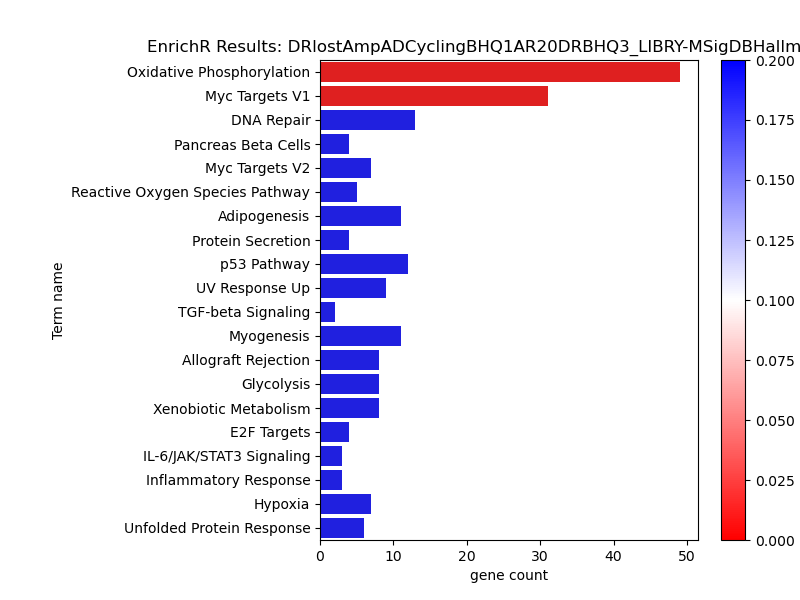 EnrichR Results: DRlostAmpADCyclingBHQ1AR20DRBHQ3_LIBRY-MSigDBHallm
Oxidative Phosphorylation
Myc Targets V1
DNA Repair
Pancreas Beta Cells
Myc Targets V2
Reactive Oxygen Species Pathway
Adipogenesis
Protein Secretion
p53 Pathway
UV Response Up
TGF-beta Signaling
Myogenesis
Allograft Rejection
Glycolysis
Xenobiotic Metabolism
E2F Targets
IL-6/JAK/STAT3 Signaling
Inflammatory Response
Hypoxia
Unfolded Protein Response
Term name
0 10 20 30 40 50
gene count
0.200
0.175
0.150
0.125
0.100
0.075
0.050
0.025
0.000